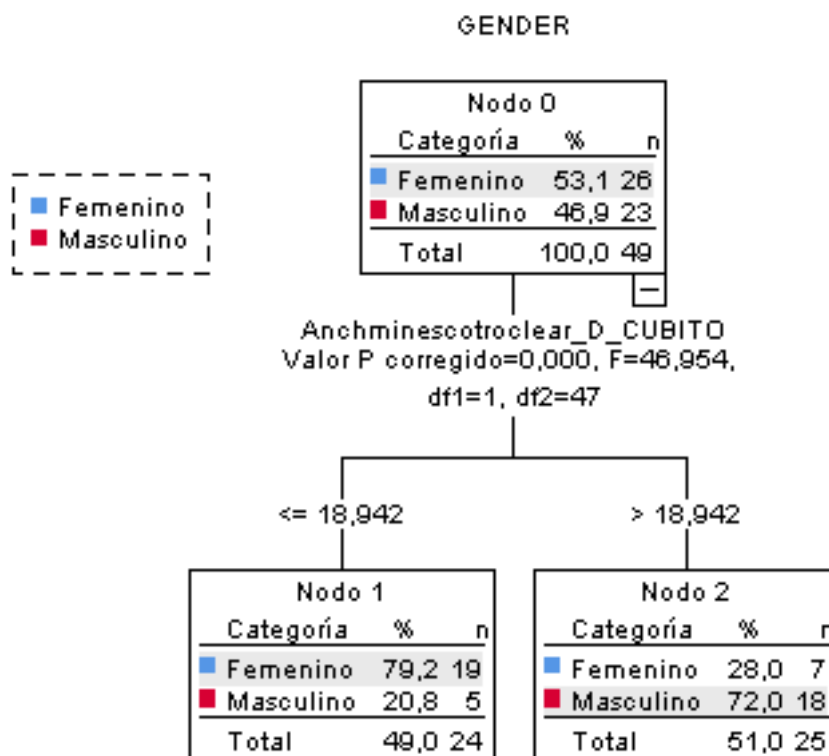 GENDER
Nodo 0
Categoría % n
Femenino 53,1 26
Masculino 46,9 23
Total 100,0 49
Femenino
Masculino
Anchminescotroclear_D_CUBITO
Valor P corregido=0,000, F=46,954,
df1=1, df2=47
<= 18,942
> 18,942
Nodo 1
Categoría % n
Femenino 79,2 19
Masculino 20,8 5
Total 49,0 24
Nodo 2
Categoría % n
Femenino 28,0 7
Masculino 72,0 18
Total 51,0 25